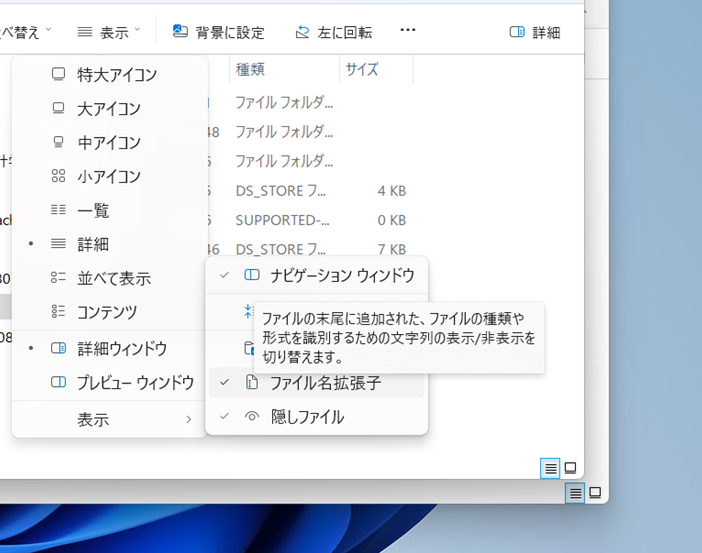 べ替え 表示 背景に設定 左に回転 ••• 詳細
種類 サイズ
特大アイコン
大アイコン
中アイコン
小アイコン
一覧
詳細
並べて表示
コンテンツ
詳細ウィンドウ
プレビュー ウィンドウ
表示
ファイル フォルダ...
48 ファイル フォルダ...
ファイル フォルダ...
DS_STORE フ... 4 KB
SUPPORTED-... 0 KB
46 DS_STORE フ... 7 KB
ナビゲーション ウィンドウ
ファイルの末尾に追加された、ファイルの種類や
形式を識別するための文字列の表示/非表示を
切り替えます。
ファイル名拡張子
隠しファイル